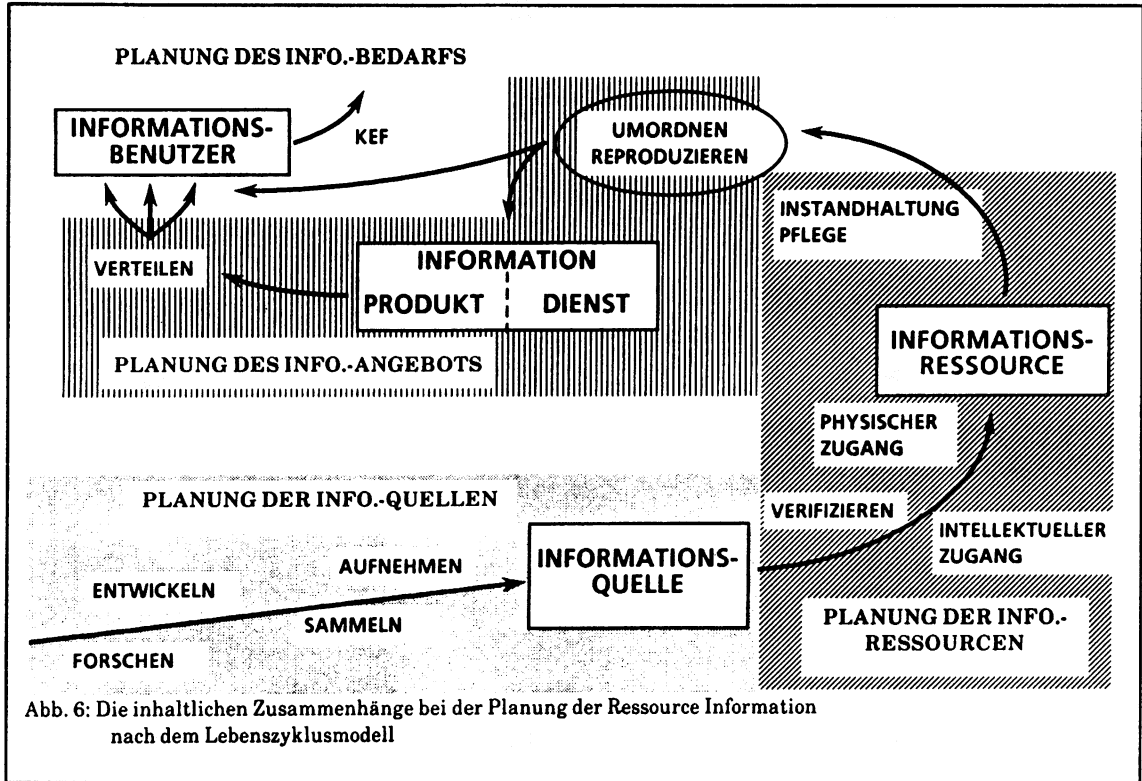 PLANUNG DES INFO.-BEDARFS
INFORMATIONS-
BENUTZER
KEF
UMORDNEN
REPRODUZIEREN
INSTANDHALTUNG
PFLEGE
VERTEILEN
INFORMATION
PRODUKT DIENST
PLANUNG DES INFO.-ANGEBOTS
INFORMATIONS-
RESSOURCE
PHYSISCHER
ZUGANG
PLANUNG DER INFO.-QUELLEN
VERIFIZIEREN
INTELLEKTUELLER
ZUGANG
INFORMATIONS-
QUELLE
AUFNEHMEN
ENTWICKELN
SAMMELN
FORSCHEN
PLANUNG DER INFO.-
RESSOURCEN
Abb. 6: Die inhaltlichen Zusammenhänge bei der Planung der Ressource Information
nach dem Lebenszyklusmodell